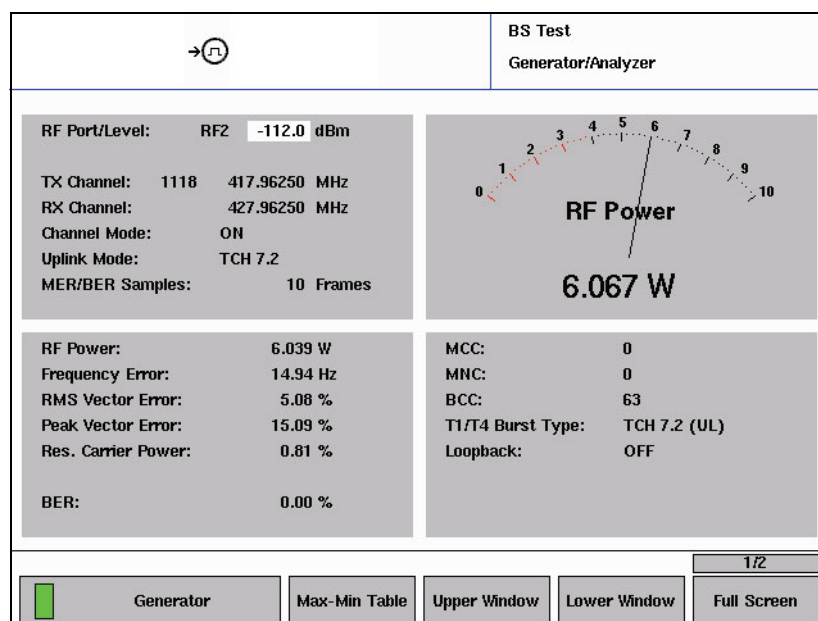 BS Test
Generator/Analyzer
RF Port/Level: RF2 -112.0 dBm
TX Channel: 1118 417.96250 MHz
RX Channel: 427.96250 MHz
Channel Mode: ON
Uplink Mode: TCH 7.2
MER/BER Samples: 10 Frames
0 1 2 3 4 5 6 7 8 9 10
RF Power
6.067 W
RF Power: 6.039 W
Frequency Error: 14.94 Hz
RMS Vector Error: 5.08 %
Peak Vector Error: 15.09 %
Res. Carrier Power: 0.81 %
BER: 0.00 %
MCC: 0
MNC: 0
BCC: 63
T1/T4 Burst Type: TCH 7.2 (UL)
Loopback: OFF
1/2
Generator Max-Min Table Upper Window Lower Window Full Screen